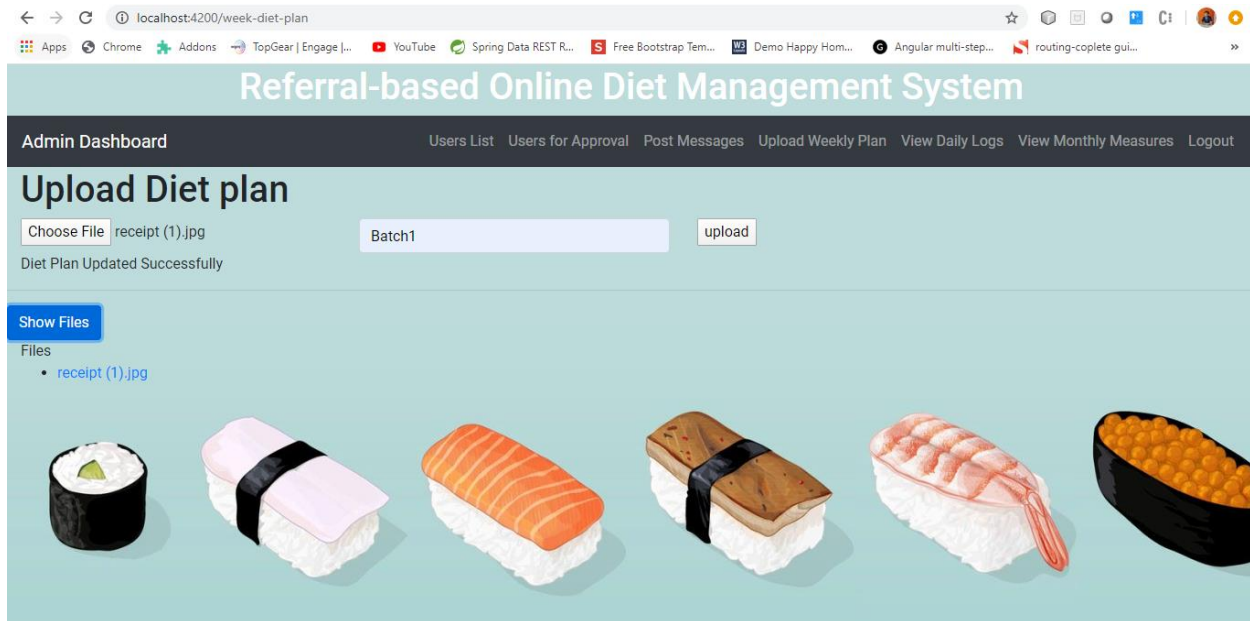 localhost:4200/week-diet-plan
Apps Chrome Addons TopGear | Engage |... YouTube Spring Data REST R... S Free Bootstrap Tem... W3 Demo Happy Hom... G Angular multi-step... routing-coplete gui... »
Referral-based Online Diet Management System
Admin Dashboard Users List Users for Approval Post Messages Upload Weekly Plan View Daily Logs View Monthly Measures Logout
Upload Diet plan
Choose File receipt (1).jpg Batch1 upload
Diet Plan Updated Successfully
Show Files
Files
• receipt (1).jpg